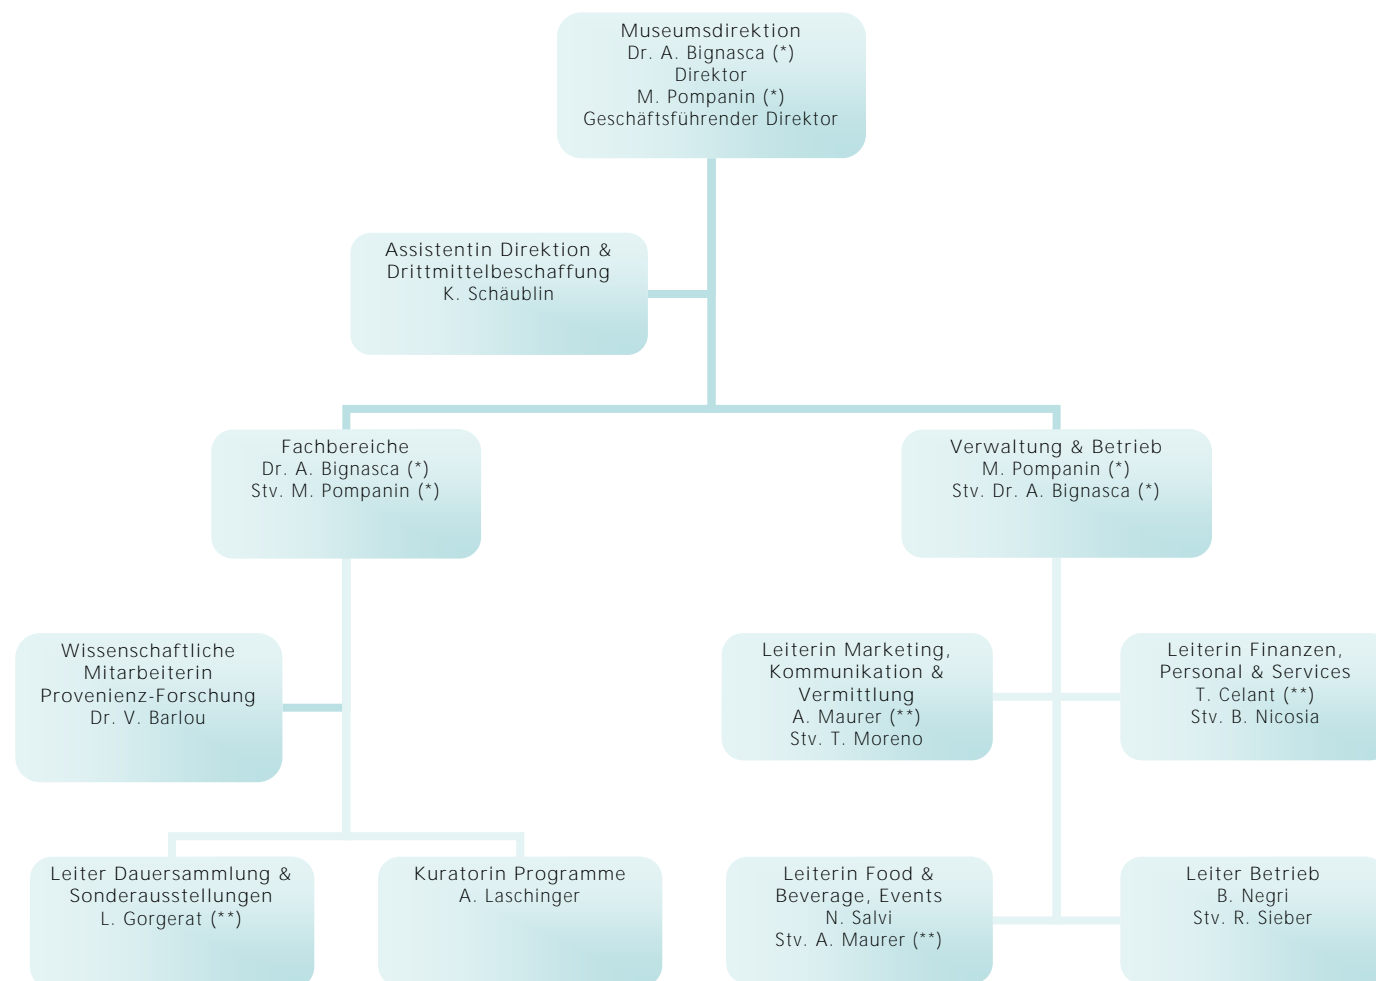 Museumsdirektion
Dr. A. Bignasca (*)
Direktor
M. Pompanin (*)
Geschäftsführender Direktor
Assistentin Direktion &
Drittmittelbeschaffung
K. Schäublin
Fachbereiche
Dr. A. Bignasca (*)
Stv. M. Pompanin (*)
Verwaltung & Betrieb
M. Pompanin (*)
Stv. Dr. A. Bignasca (*)
Wissenschaftliche
Mitarbeiterin
Provenienz-Forschung
Dr. V. Barlou
Leiterin Marketing,
Kommunikation &
Vermittlung
A. Maurer (**)
Stv. T. Moreno
Leiterin Finanzen,
Personal & Services
T. Celant (**)
Stv. B. Nicosia
Leiter Dauersammlung &
Sonderausstellungen
L. Gorgerat (**)
Kuratorin Programme
A. Laschinger
Leiterin Food &
Beverage, Events
N. Salvi
Stv. A. Maurer (**)
Leiter Betrieb
B. Negri
Stv. R. Sieber